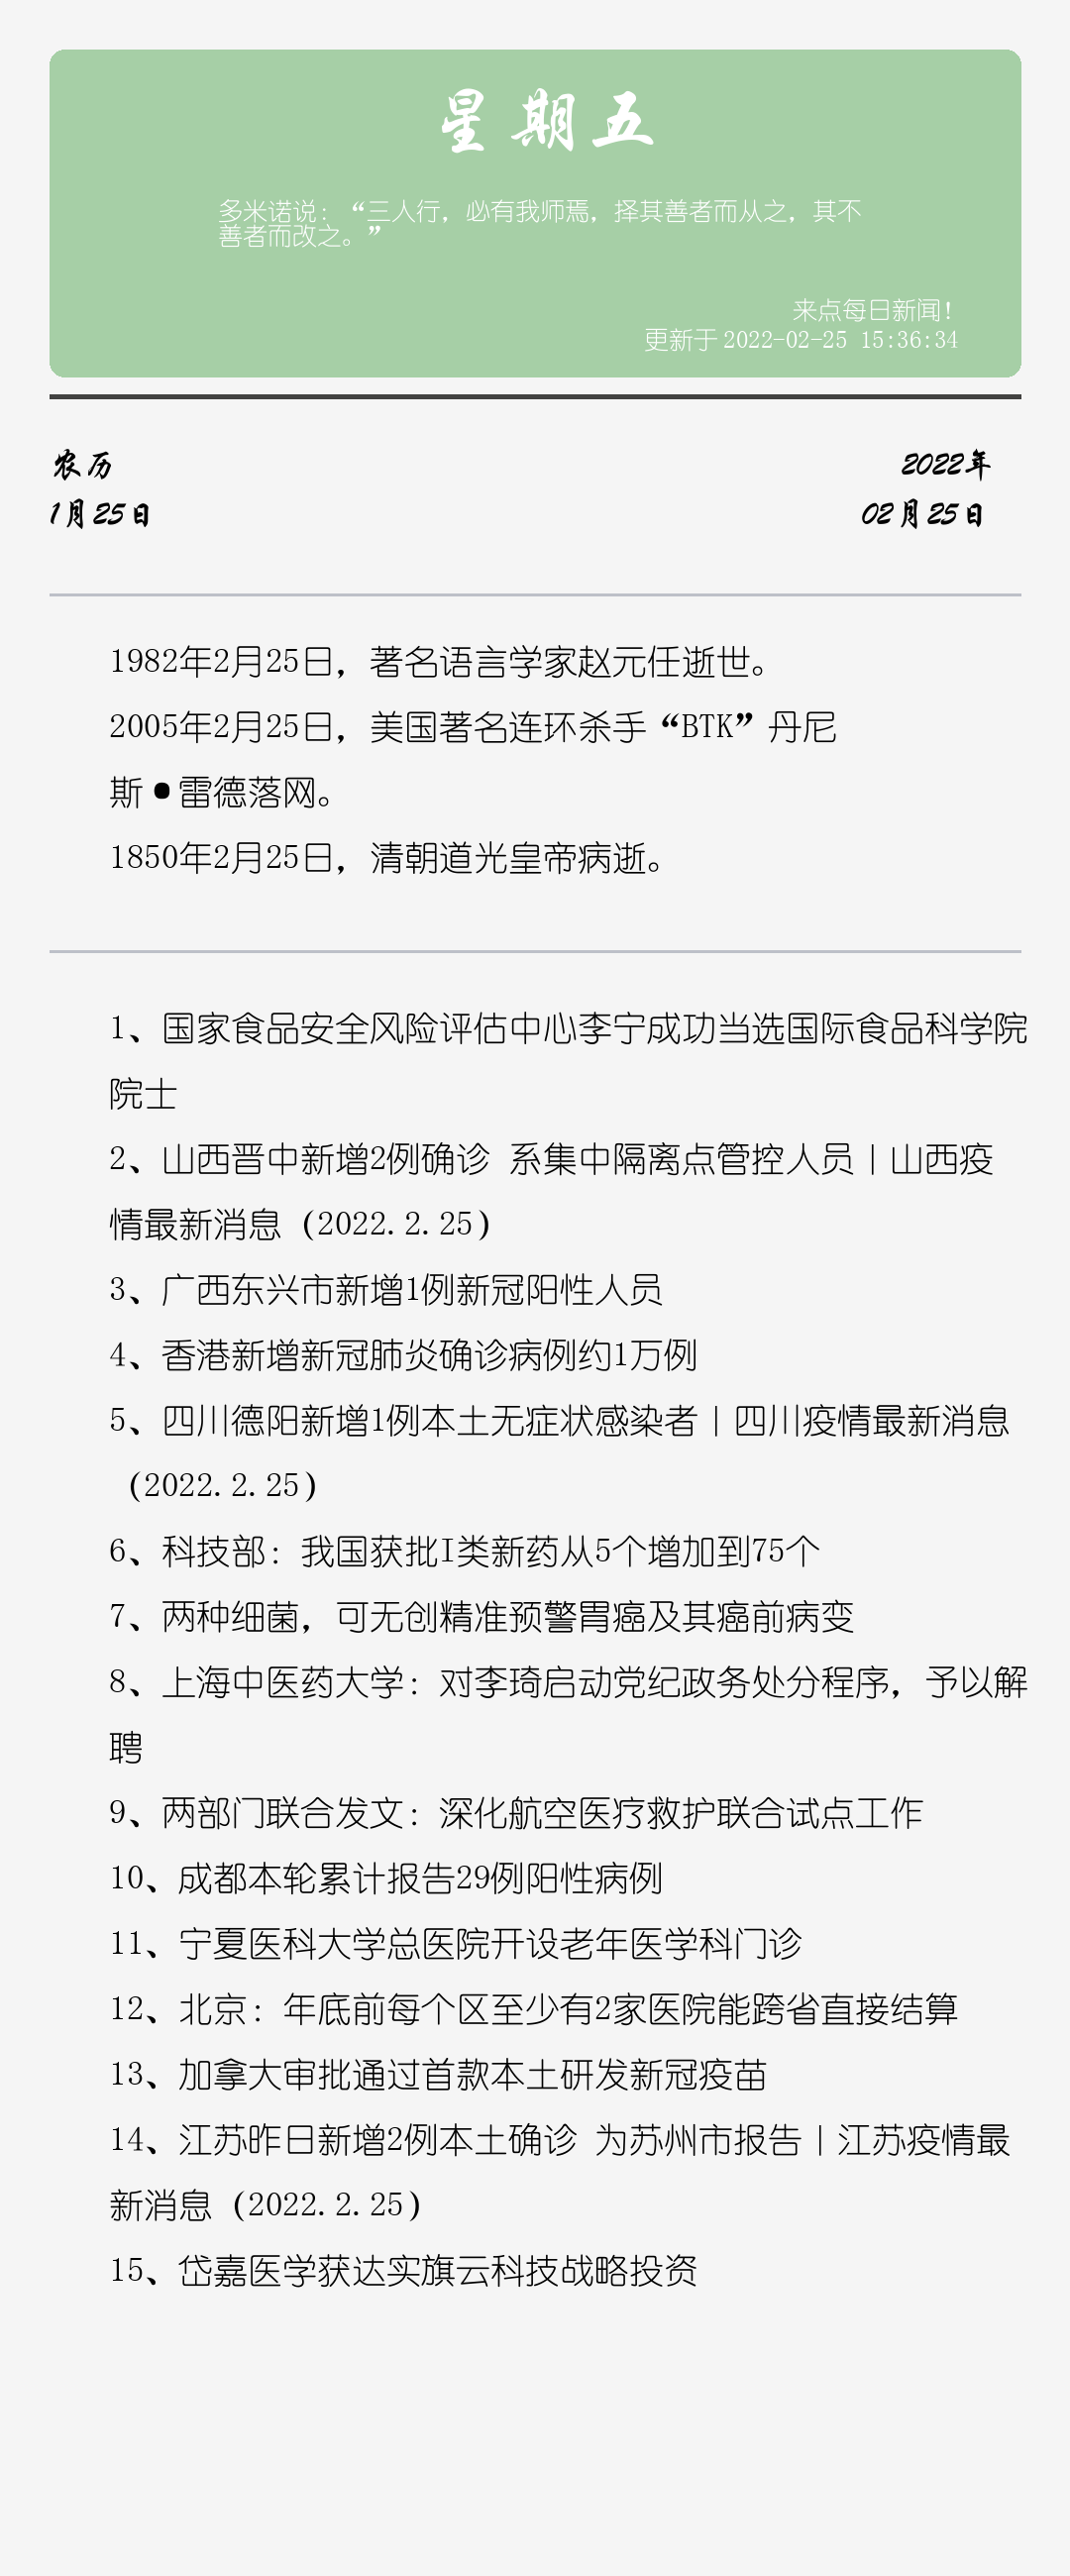 星期五
多米诺说：“三人行，必有我师焉，择其善者而从之，其不
善者而改之。”
来点每日新闻！
更新于 2022-02-25 15:36:34
农历
1月25日
2022年
02月25日
1982年2月25日，著名语言学家赵元任逝世。
2005年2月25日，美国著名连环杀手“BTK”丹尼
斯•雷德落网。
1850年2月25日，清朝道光皇帝病逝。
1、国家食品安全风险评估中心李宁成功当选国际食品科学院
院士
2、山西晋中新增2例确诊 系集中隔离点管控人员丨山西疫
情最新消息（2022.2.25）
3、广西东兴市新增1例新冠阳性人员
4、香港新增新冠肺炎确诊病例约1万例
5、四川德阳新增1例本土无症状感染者丨四川疫情最新消息
（2022.2.25）
6、科技部：我国获批I类新药从5个增加到75个
7、两种细菌，可无创精准预警胃癌及其癌前病变
8、上海中医药大学：对李琦启动党纪政务处分程序，予以解
聘
9、两部门联合发文：深化航空医疗救护联合试点工作
10、成都本轮累计报告29例阳性病例
11、宁夏医科大学总医院开设老年医学科门诊
12、北京：年底前每个区至少有2家医院能跨省直接结算
13、加拿大审批通过首款本土研发新冠疫苗
14、江苏昨日新增2例本土确诊 为苏州市报告丨江苏疫情最
新消息（2022.2.25）
15、岱嘉医学获达实旗云科技战略投资